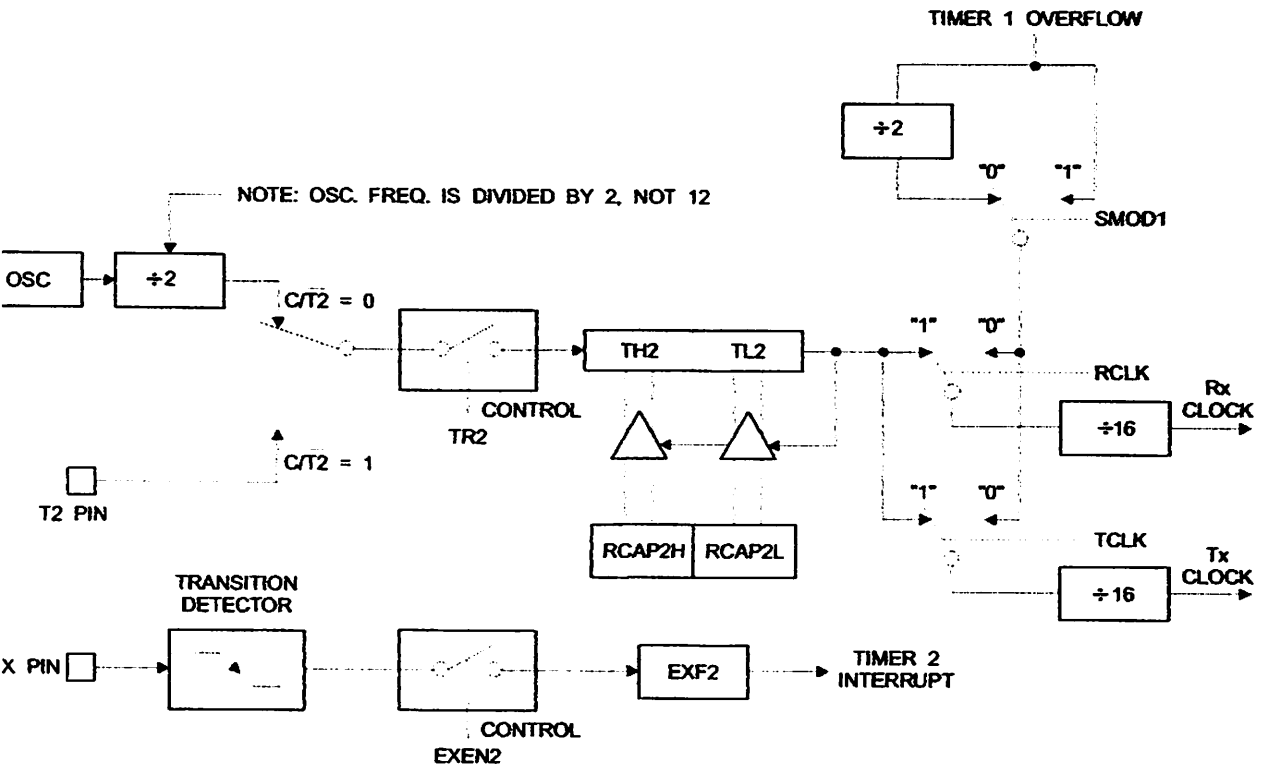 TIMER 1 OVERFLOW
÷2
"0" "1"
NOTE: OSC. FREQ. IS DIVIDED BY 2, NOT 12
SMOD1
OSC
÷2
C/T2 = 0
"1" "0"
TH2 TL2
RCLK
Rx
CLOCK
CONTROL
TR2
÷16
C/T2 = 1
T2 PIN
"1" "0"
RCAP2H RCAP2L
TCLK
Tx
CLOCK
TRANSITION
DETECTOR
÷16
X PIN
EXF2
TIMER 2
INTERRUPT
CONTROL
EXEN2